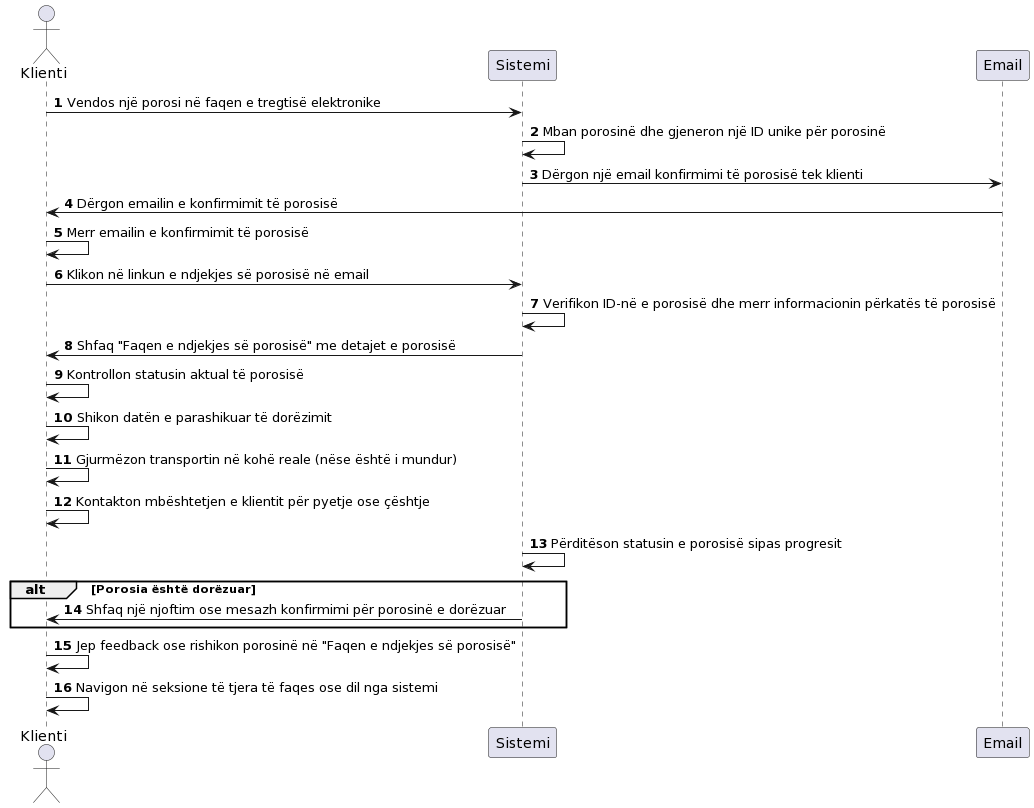 Klienti
Sistemi
Email
1 Vendos një porosi në faqen e tregtisë elektronike
2 Mban porosinë dhe gjeneron një ID unike për porosinë
3 Dërgon një email konfirmimi të porosisë tek klienti
4 Dërgon emailin e konfirmimit të porosisë
5 Merr emailin e konfirmimit të porosisë
6 Klikon në linkun e ndjekjes së porosisë në email
7 Verifikon ID-në e porosisë dhe merr informacionin përkatës të porosisë
8 Shfaq "Faqen e ndjekjes së porosisë" me detajet e porosisë
9 Kontrollon statusin aktual të porosisë
10 Shikon datën e parashikuar të dorëzimit
11 Gjurmëzon transportin në kohë reale (nëse është i mundur)
12 Kontakton mbështetjen e klientit për pyetje ose çështje
13 Përditëson statusin e porosisë sipas progresit
alt [Porosia është dorëzuar]
14 Shfaq një njoftim ose mesazh konfirmimi për porosinë e dorëzuar
15 Jep feedback ose rishikon porosinë në "Faqen e ndjekjes së porosisë"
16 Navigon në seksione të tjera të faqes ose dil nga sistemi
Klienti
Sistemi
Email